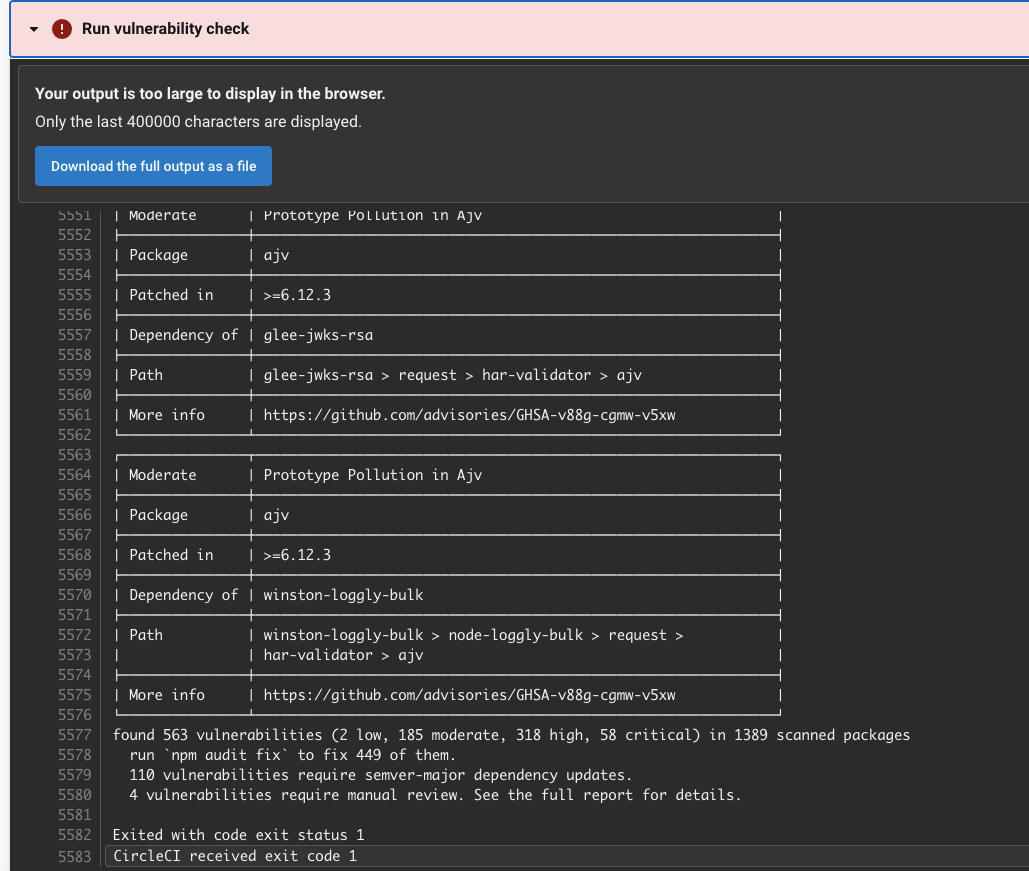 Run vulnerability check
Your output is too large to display in the browser.
Only the last 400000 characters are displayed.
Download the full output as a file
5551 | Moderate | Prototype Pollution in Ajv |
5552
5553 | Package | ajv |
5554
5555 | Patched in | >=6.12.3 |
5556
5557 | Dependency of | glee-jwks-rsa |
5558
5559 | Path | glee-jwks-rsa > request > har-validator > ajv |
5560
5561 | More info | https://github.com/advisories/GHSA-v88g-cgmw-v5xw |
5562
5563
5564 | Moderate | Prototype Pollution in Ajv |
5565
5566 | Package | ajv |
5567
5568 | Patched in | >=6.12.3 |
5569
5570 | Dependency of | winston-loggly-bulk |
5571
5572 | Path | winston-loggly-bulk > node-loggly-bulk > request > |
5573 | | har-validator > ajv |
5574
5575 | More info | https://github.com/advisories/GHSA-v88g-cgmw-v5xw |
5576
5577 found 563 vulnerabilities (2 low, 185 moderate, 318 high, 58 critical) in 1389 scanned packages
5578 run `npm audit fix` to fix 449 of them.
5579 110 vulnerabilities require semver-major dependency updates.
5580 4 vulnerabilities require manual review. See the full report for details.
5581
5582 Exited with code exit status 1
5583 CircleCI received exit code 1